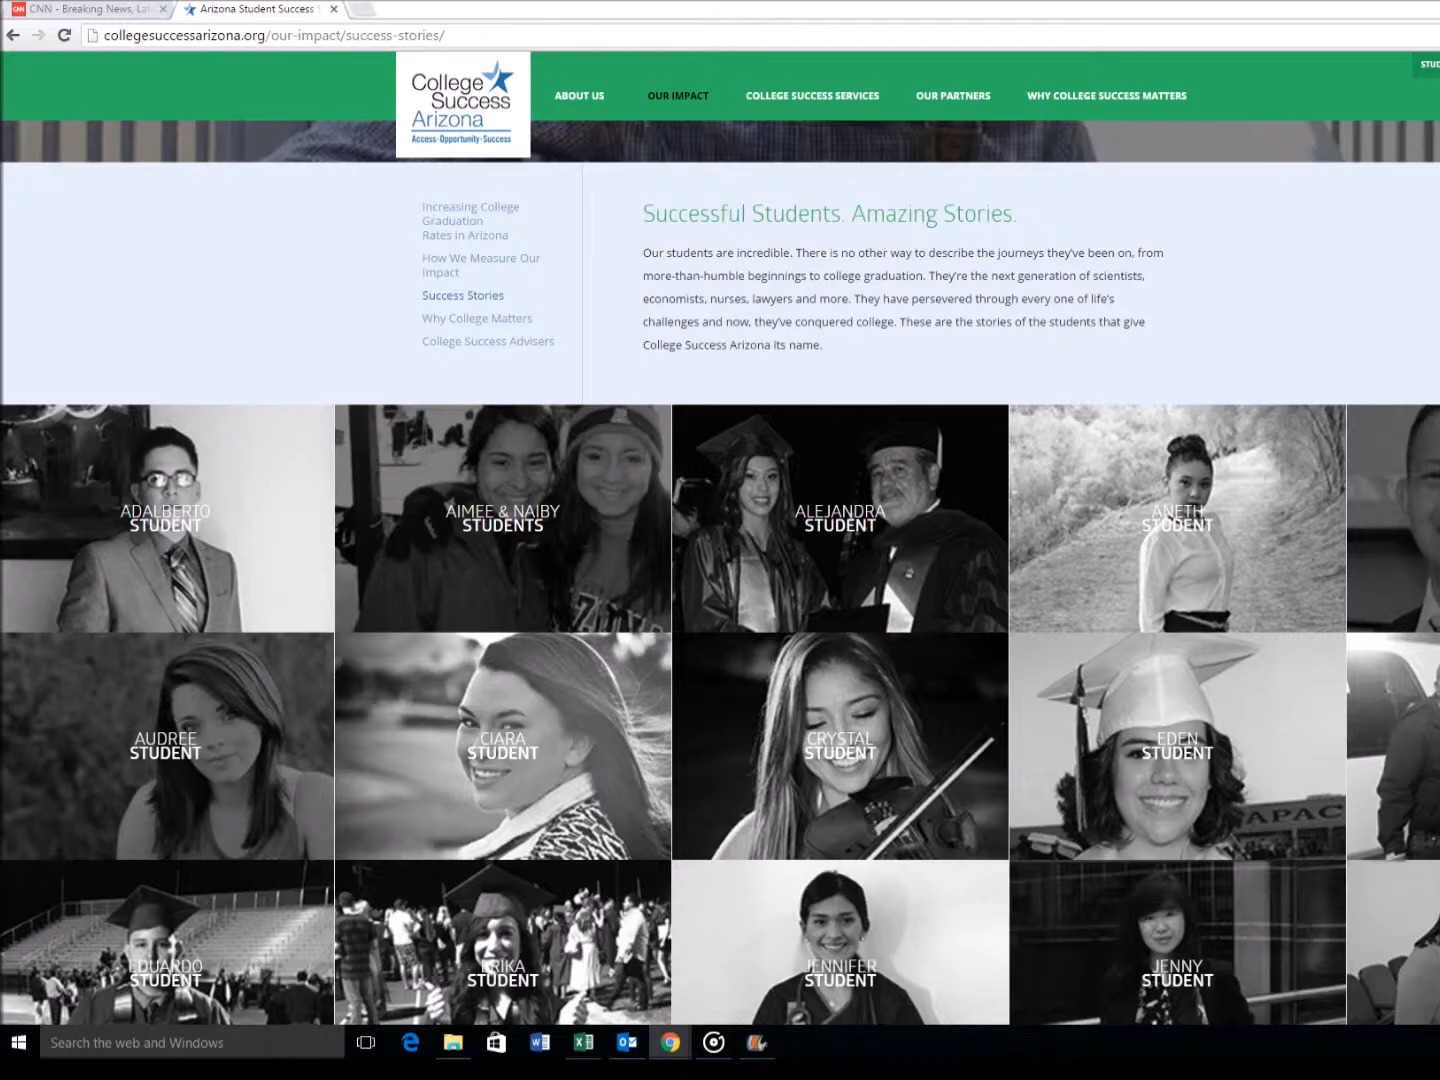 CNN - Breaking News, Lat
Arizona Student Success
collegesuccessarizona.org/our-impact/success-stories/
STUD
College
Success
Arizona
Access·Opportunity·Success
ABOUT US
OUR IMPACT
COLLEGE SUCCESS SERVICES
OUR PARTNERS
WHY COLLEGE SUCCESS MATTERS
Increasing College
Graduation
Rates in Arizona
How We Measure Our
Impact
Success Stories
Why College Matters
College Success Advisers
Successful Students. Amazing Stories.
Our students are incredible. There is no other way to describe the journeys they've been on, from
more-than-humble beginnings to college graduation. They're the next generation of scientists,
economists, nurses, lawyers and more. They have persevered through every one of life's
challenges and now, they've conquered college. These are the stories of the students that give
College Success Arizona its name.
ADALBERTO
STUDENT
AIMEE & NAIBY
STUDENTS
ALEJANDRA
STUDENT
ANETH
STUDENT
AUDREE
STUDENT
CIARA
STUDENT
CRYSTAL
STUDENT
EDEN
STUDENT
APAC
EDUARDO
STUDENT
ERIKA
STUDENT
JENNIFER
STUDENT
JENNY
STUDENT
Search the web and Windows